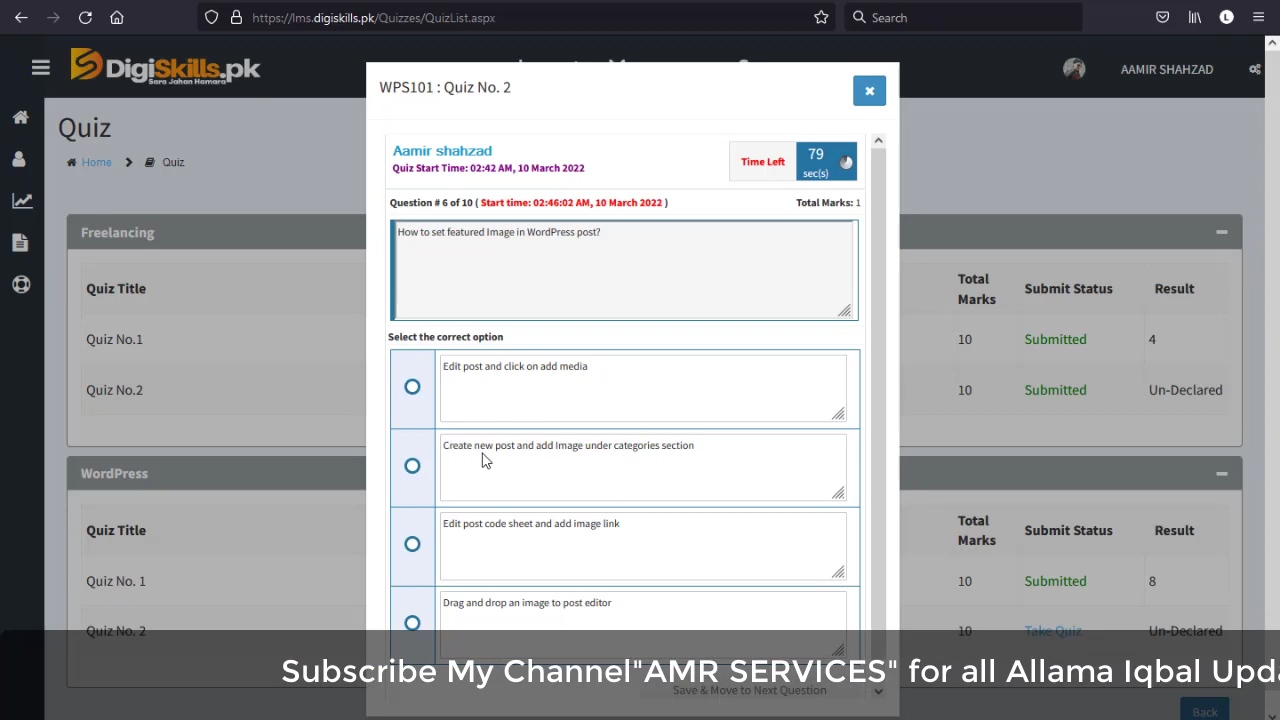 https://lms.digiskills.pk/Quizzes/QuizList.aspx
Search
L
DigiSkills.pk
Sara Jahan Hamara
AAMIR SHAHZAD
Quiz
Home
Quiz
WPS101 : Quiz No. 2
Aamir shahzad
Quiz Start Time: 02:42 AM, 10 March 2022
Time Left
79
sec(s)
Question # 6 of 10 ( Start time: 02:46:02 AM, 10 March 2022 )
Total Marks: 1
How to set featured Image in WordPress post?
Select the correct option
Edit post and click on add media
Create new post and add Image under categories section
Edit post code sheet and add image link
Drag and drop an image to post editor
Save & Move to Next Question
Freelancing
Quiz Title
Total
Marks
Submit Status
Result
Quiz No.1
10
Submitted
4
Quiz No.2
10
Submitted
Un-Declared
WordPress
Quiz Title
Total
Marks
Submit Status
Result
Quiz No. 1
10
Submitted
8
Quiz No. 2
10
Take Quiz
Un-Declared
Subscribe My Channel"AMR SERVICES" for all Allama Iqbal Upda
Back